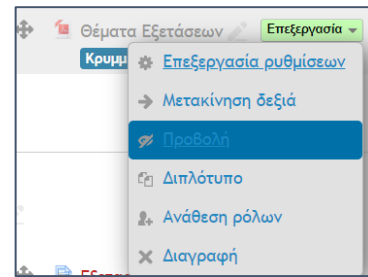 Θέματα Εξετάσεων Επεξεργασία
Κρυμμ
Επεξεργασία ρυθμίσεων
Μετακίνηση δεξιά
Προβολή
Διπλότυπο
Ανάθεση ρόλων
Διαγραφή